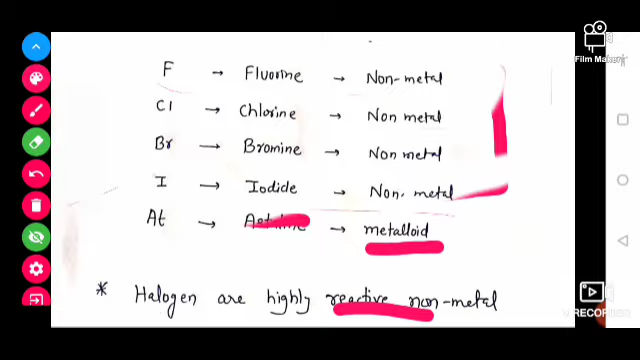 F → Fluorine → Non-metal
Cl → Chlorine → Non metal
Br → Bromine → Non metal
I → Iodide → Non-metal
At → → metalloid
* Halogen are highly reactive non-metal
Film Maker
V RECORDER